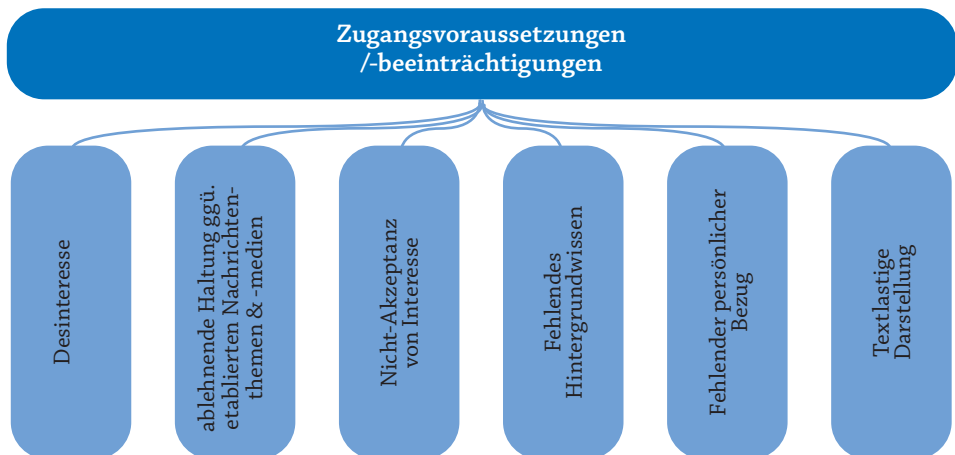 Zugangsvoraussetzungen
/-beeinträchtigungen
Desinteresse
ablehnende Haltung ggü.
etablierten Nachrichten-
themen & -medien
Nicht-Akzeptanz
von Interesse
Fehlendes
Hintergrundwissen
Fehlender persönlicher
Bezug
Textlastige
Darstellung